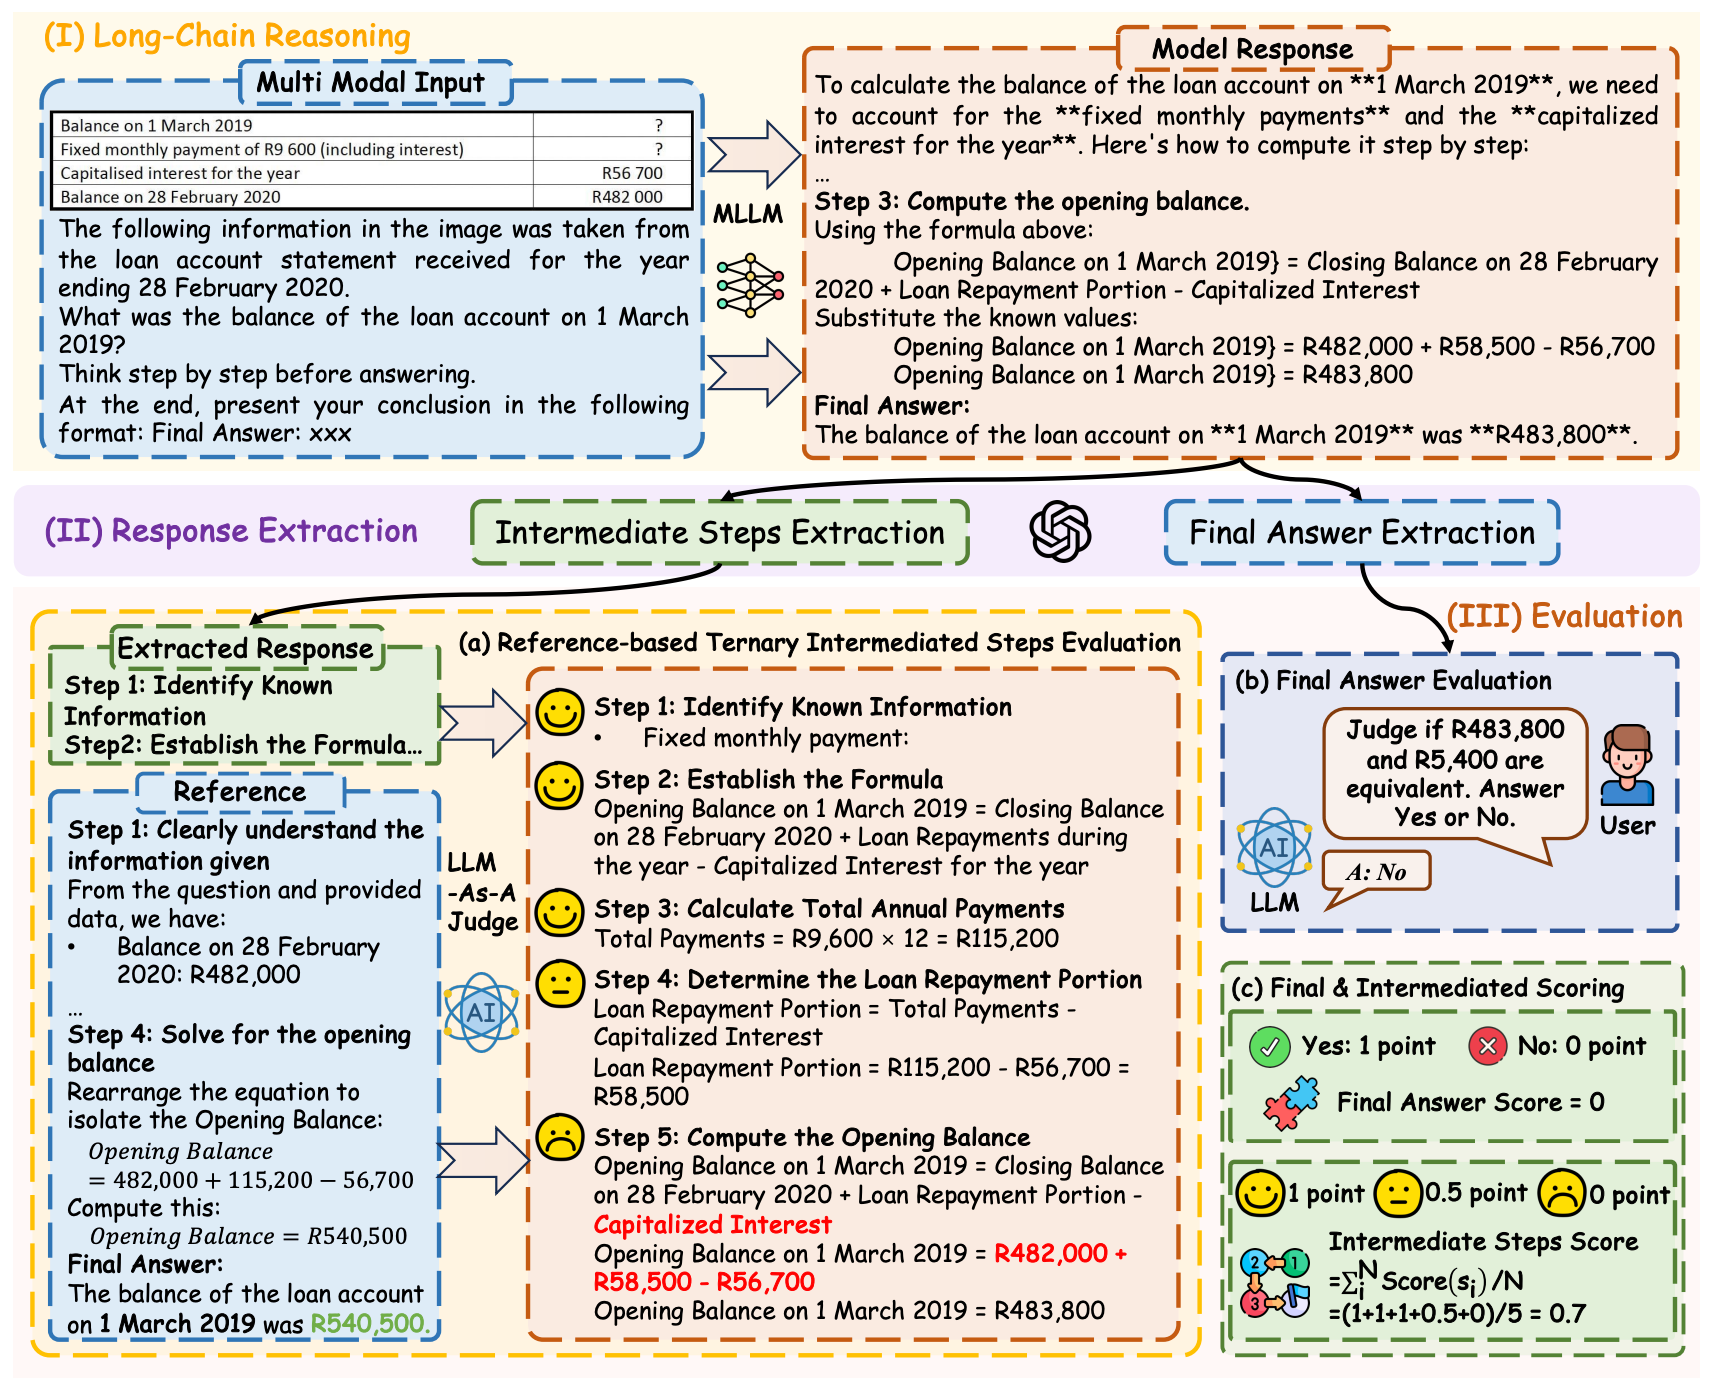 (I) Long-Chain Reasoning
Multi Modal Input
Balance on 1 March 2019 ?
Fixed monthly payment of R9 600 (including interest) ?
Capitalised interest for the year R56 700
Balance on 28 February 2020 R482 000
The following information in the image was taken from
the loan account statement received for the year
ending 28 February 2020.
What was the balance of the loan account on 1 March
2019?
Think step by step before answering.
At the end, present your conclusion in the following
format: Final Answer: xxx
MLLM
Model Response
To calculate the balance of the loan account on **1 March 2019**, we need
to account for the **fixed monthly payments** and the **capitalized
interest for the year**. Here's how to compute it step by step:
…
Step 3: Compute the opening balance.
Using the formula above:
Opening Balance on 1 March 2019} = Closing Balance on 28 February
2020 + Loan Repayment Portion - Capitalized Interest
Substitute the known values:
Opening Balance on 1 March 2019} = R482,000 + R58,500 - R56,700
Opening Balance on 1 March 2019} = R483,800
Final Answer:
The balance of the loan account on **1 March 2019** was **R483,800**.
(II) Response Extraction
Intermediate Steps Extraction
Final Answer Extraction
(III) Evaluation
Extracted Response
Step 1: Identify Known
Information
Step2: Establish the Formula…
Reference
Step 1: Clearly understand the
information given
From the question and provided
data, we have:
• Balance on 28 February
2020: R482,000
…
Step 4: Solve for the opening
balance
Rearrange the equation to
isolate the Opening Balance:
Opening Balance
= 482,000 + 115,200 − 56,700
Compute this:
Opening Balance = R540,500
Final Answer:
The balance of the loan account
on 1 March 2019 was R540,500.
LLM
-As-A
Judge
AI
(a) Reference-based Ternary Intermediated Steps Evaluation
Step 1: Identify Known Information
• Fixed monthly payment:
Step 2: Establish the Formula
Opening Balance on 1 March 2019 = Closing Balance
on 28 February 2020 + Loan Repayments during
the year - Capitalized Interest for the year
Step 3: Calculate Total Annual Payments
Total Payments = R9,600 × 12 = R115,200
Step 4: Determine the Loan Repayment Portion
Loan Repayment Portion = Total Payments -
Capitalized Interest
Loan Repayment Portion = R115,200 - R56,700 =
R58,500
Step 5: Compute the Opening Balance
Opening Balance on 1 March 2019 = Closing Balance
on 28 February 2020 + Loan Repayment Portion -
Capitalized Interest
Opening Balance on 1 March 2019 = R482,000 +
R58,500 - R56,700
Opening Balance on 1 March 2019 = R483,800
(b) Final Answer Evaluation
Judge if R483,800
and R5,400 are
equivalent. Answer
Yes or No.
User
AI
LLM
A: No
(c) Final & Intermediated Scoring
Yes: 1 point No: 0 point
Final Answer Score = 0
1 point 0.5 point 0 point
2 1
3
Intermediate Steps Score
=∑ᵢᴺ Score(sᵢ) /N
=(1+1+1+0.5+0)/5 = 0.7